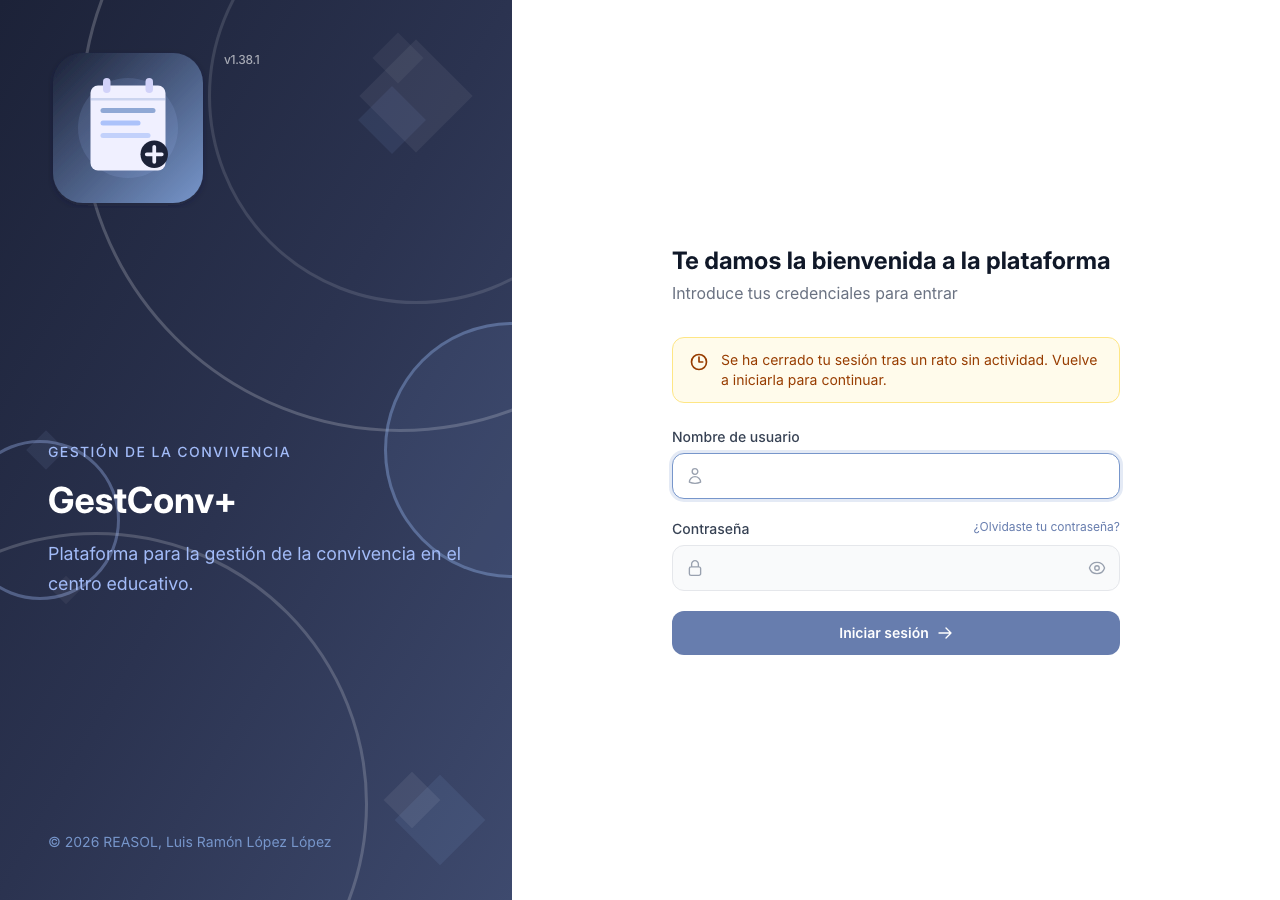 v1.38.1
GESTIÓN DE LA CONVIVENCIA
GestConv+
Plataforma para la gestión de la convivencia en el
centro educativo.
© 2026 REASOL, Luis Ramón López López
Te damos la bienvenida a la plataforma
Introduce tus credenciales para entrar
Se ha cerrado tu sesión tras un rato sin actividad. Vuelve
a iniciarla para continuar.
Nombre de usuario
Contraseña
¿Olvidaste tu contraseña?
Iniciar sesión